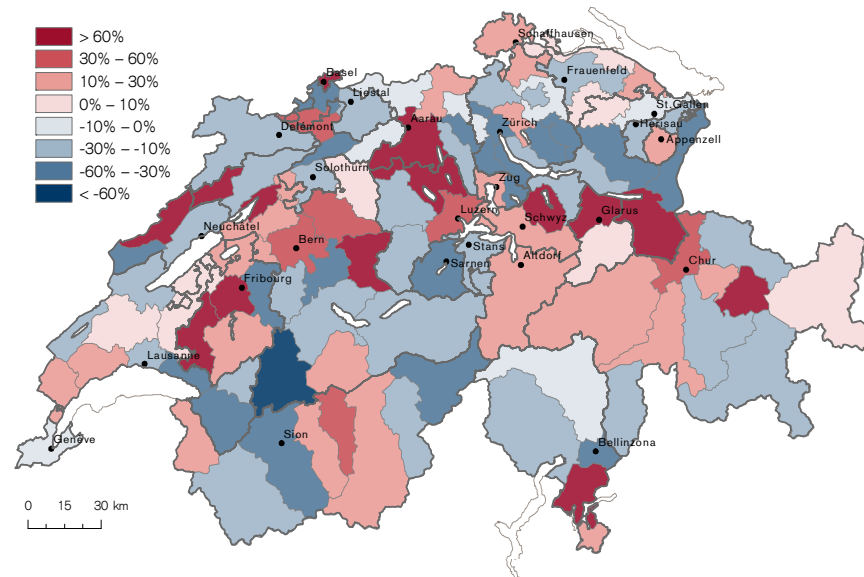 > 60%
30% – 60%
10% – 30%
0% – 10%
-10% – 0%
-30% – -10%
-60% – -30%
< -60%
Schaffhausen
Basel
Liestal
Frauenfeld
St.Gallen
Herisau
Appenzell
Delémont
Aarau
Zürich
Solothurn
Zug
Luzern
Schwyz
Glarus
Neuchâtel
Bern
Stans
Sarnen
Altdorf
Chur
Fribourg
Lausanne
Sion
Genève
Bellinzona
0 15 30 km